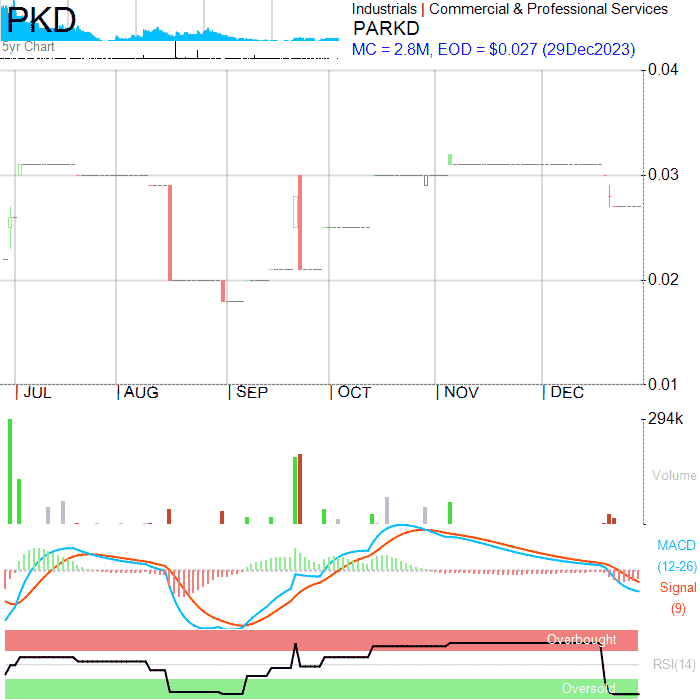 PKD
5yr Chart
Industrials | Commercial & Professional Services
PARKD
MC = 2.8M, EOD = $0.027 (29Dec2023)
0.04
0.03
0.02
0.01
| JUL | AUG | SEP | OCT | NOV | DEC
294k
Volume
MACD
(12-26)
Signal
(9)
Overbought
RSI(14)
Oversold